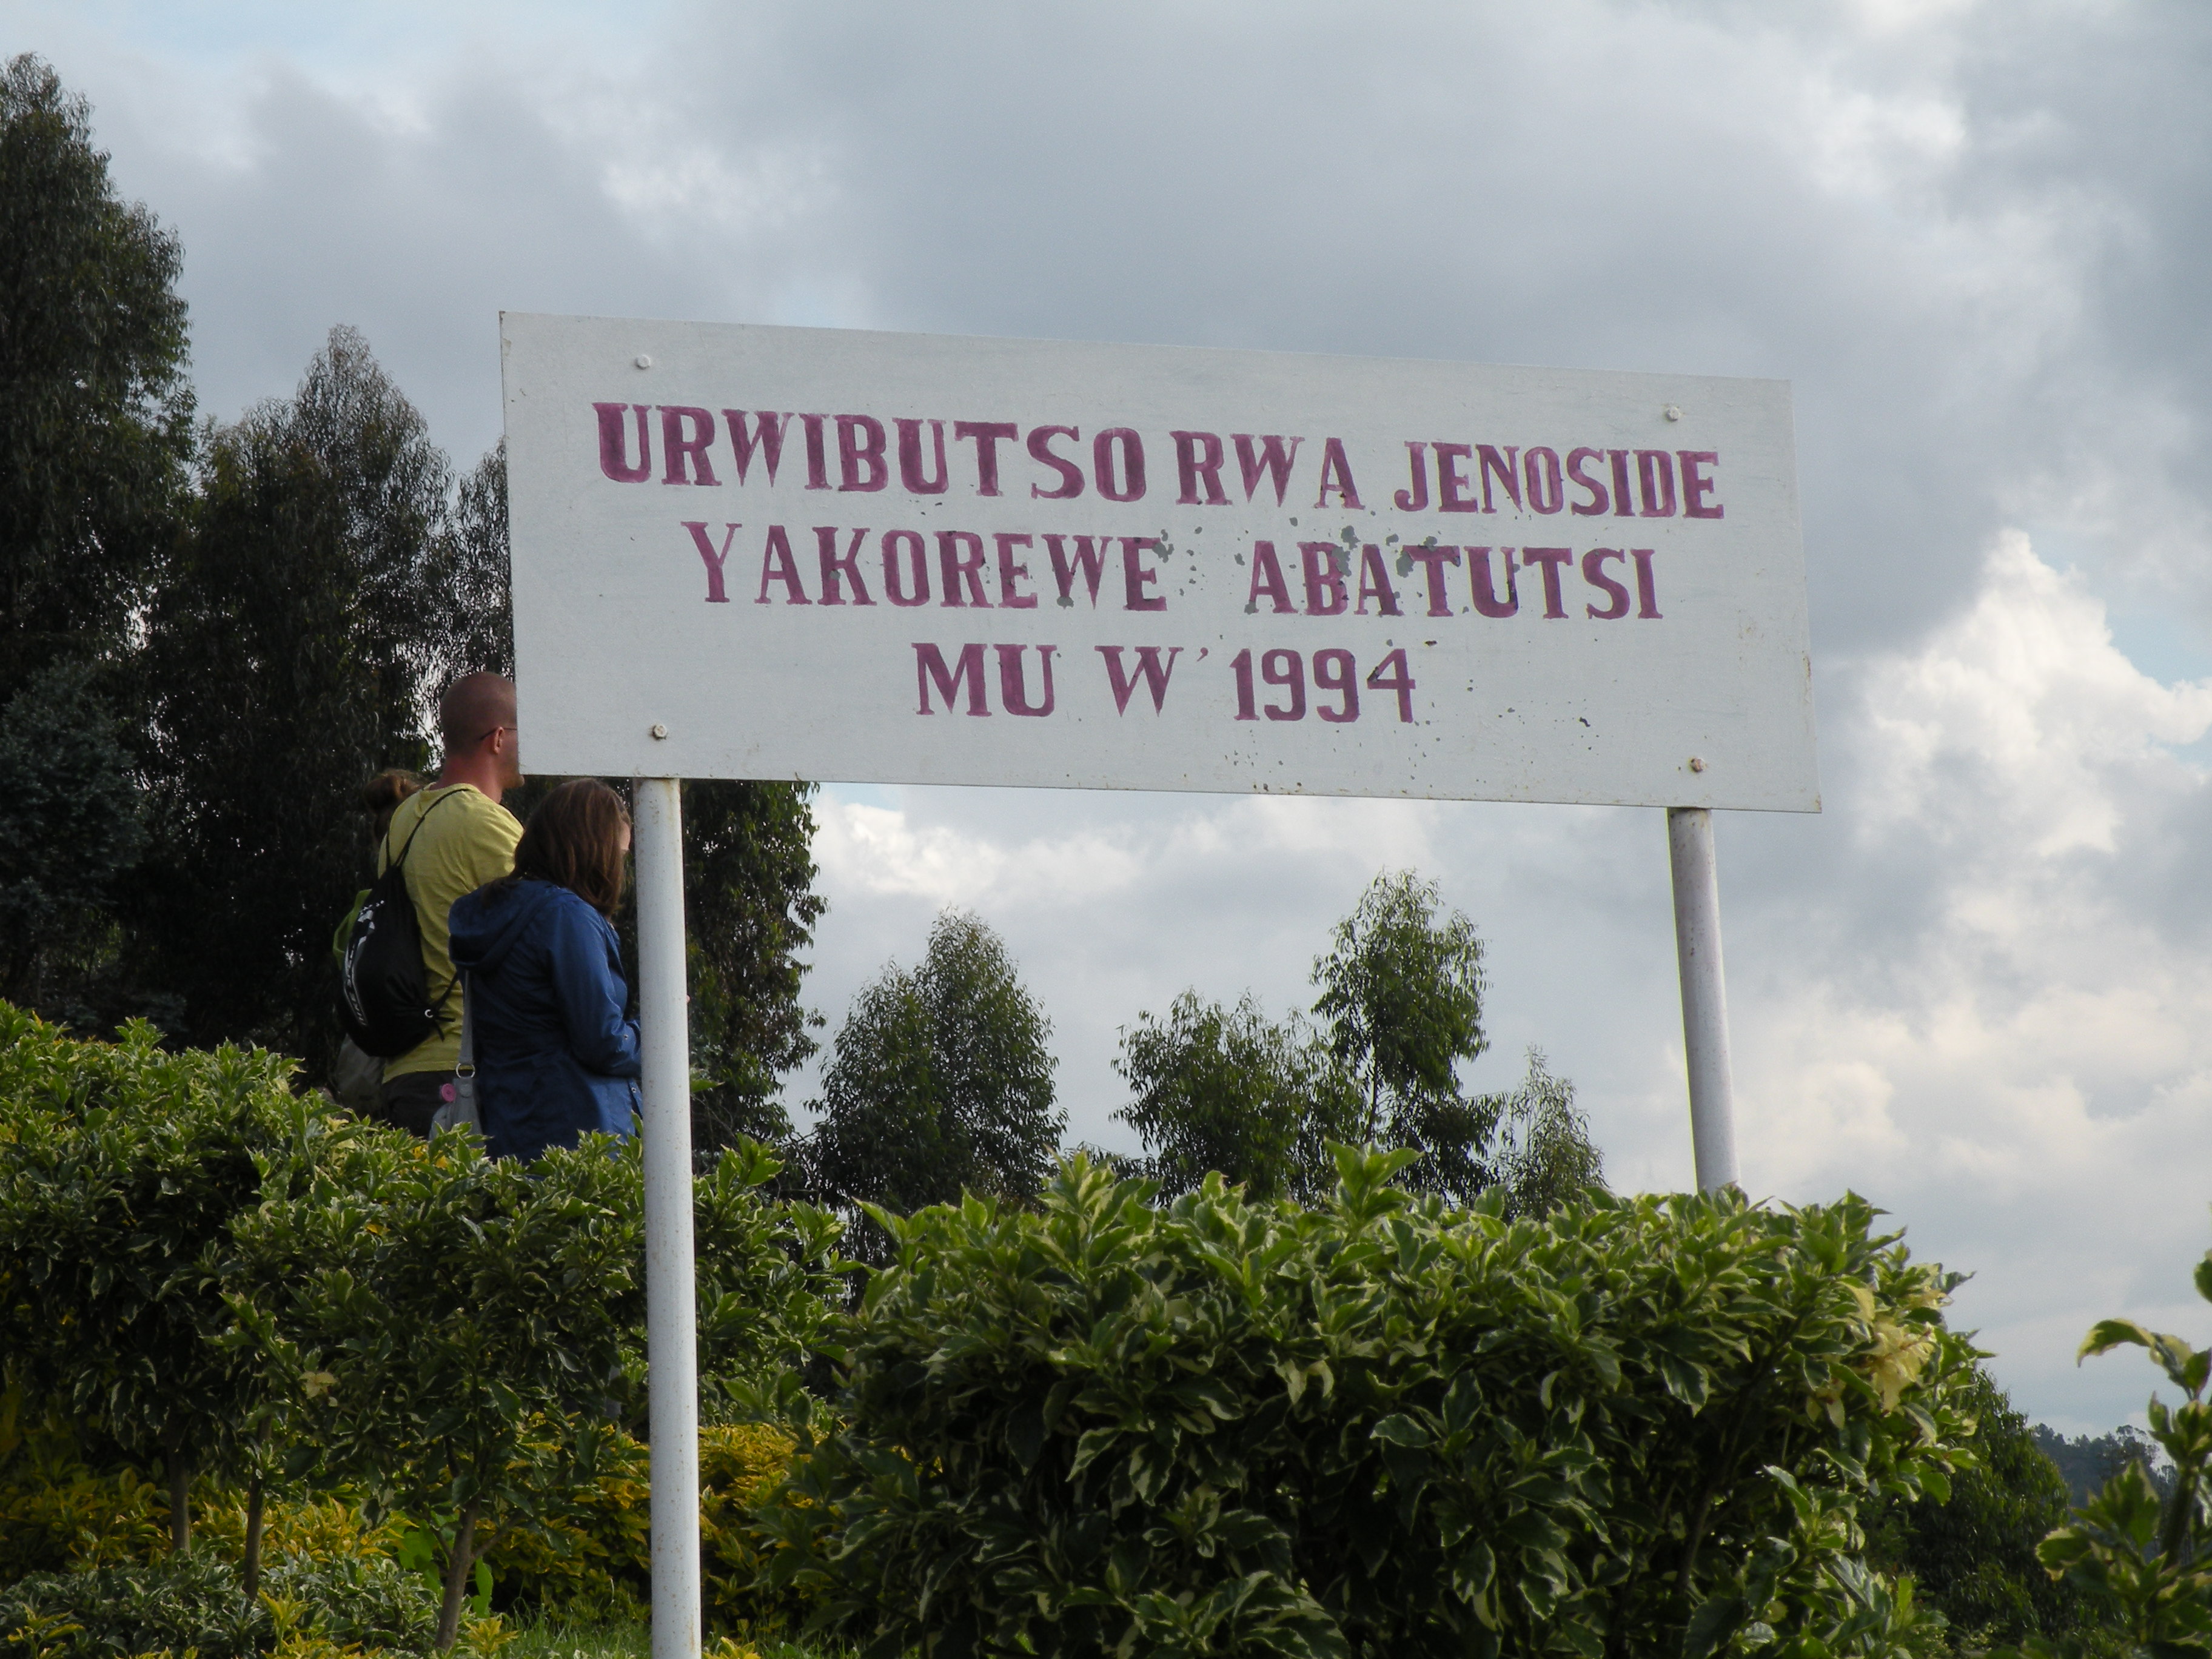 URWIBUTSO RWA JENOSIDE
YAKOREWE ABATUTSI
MU W'1994